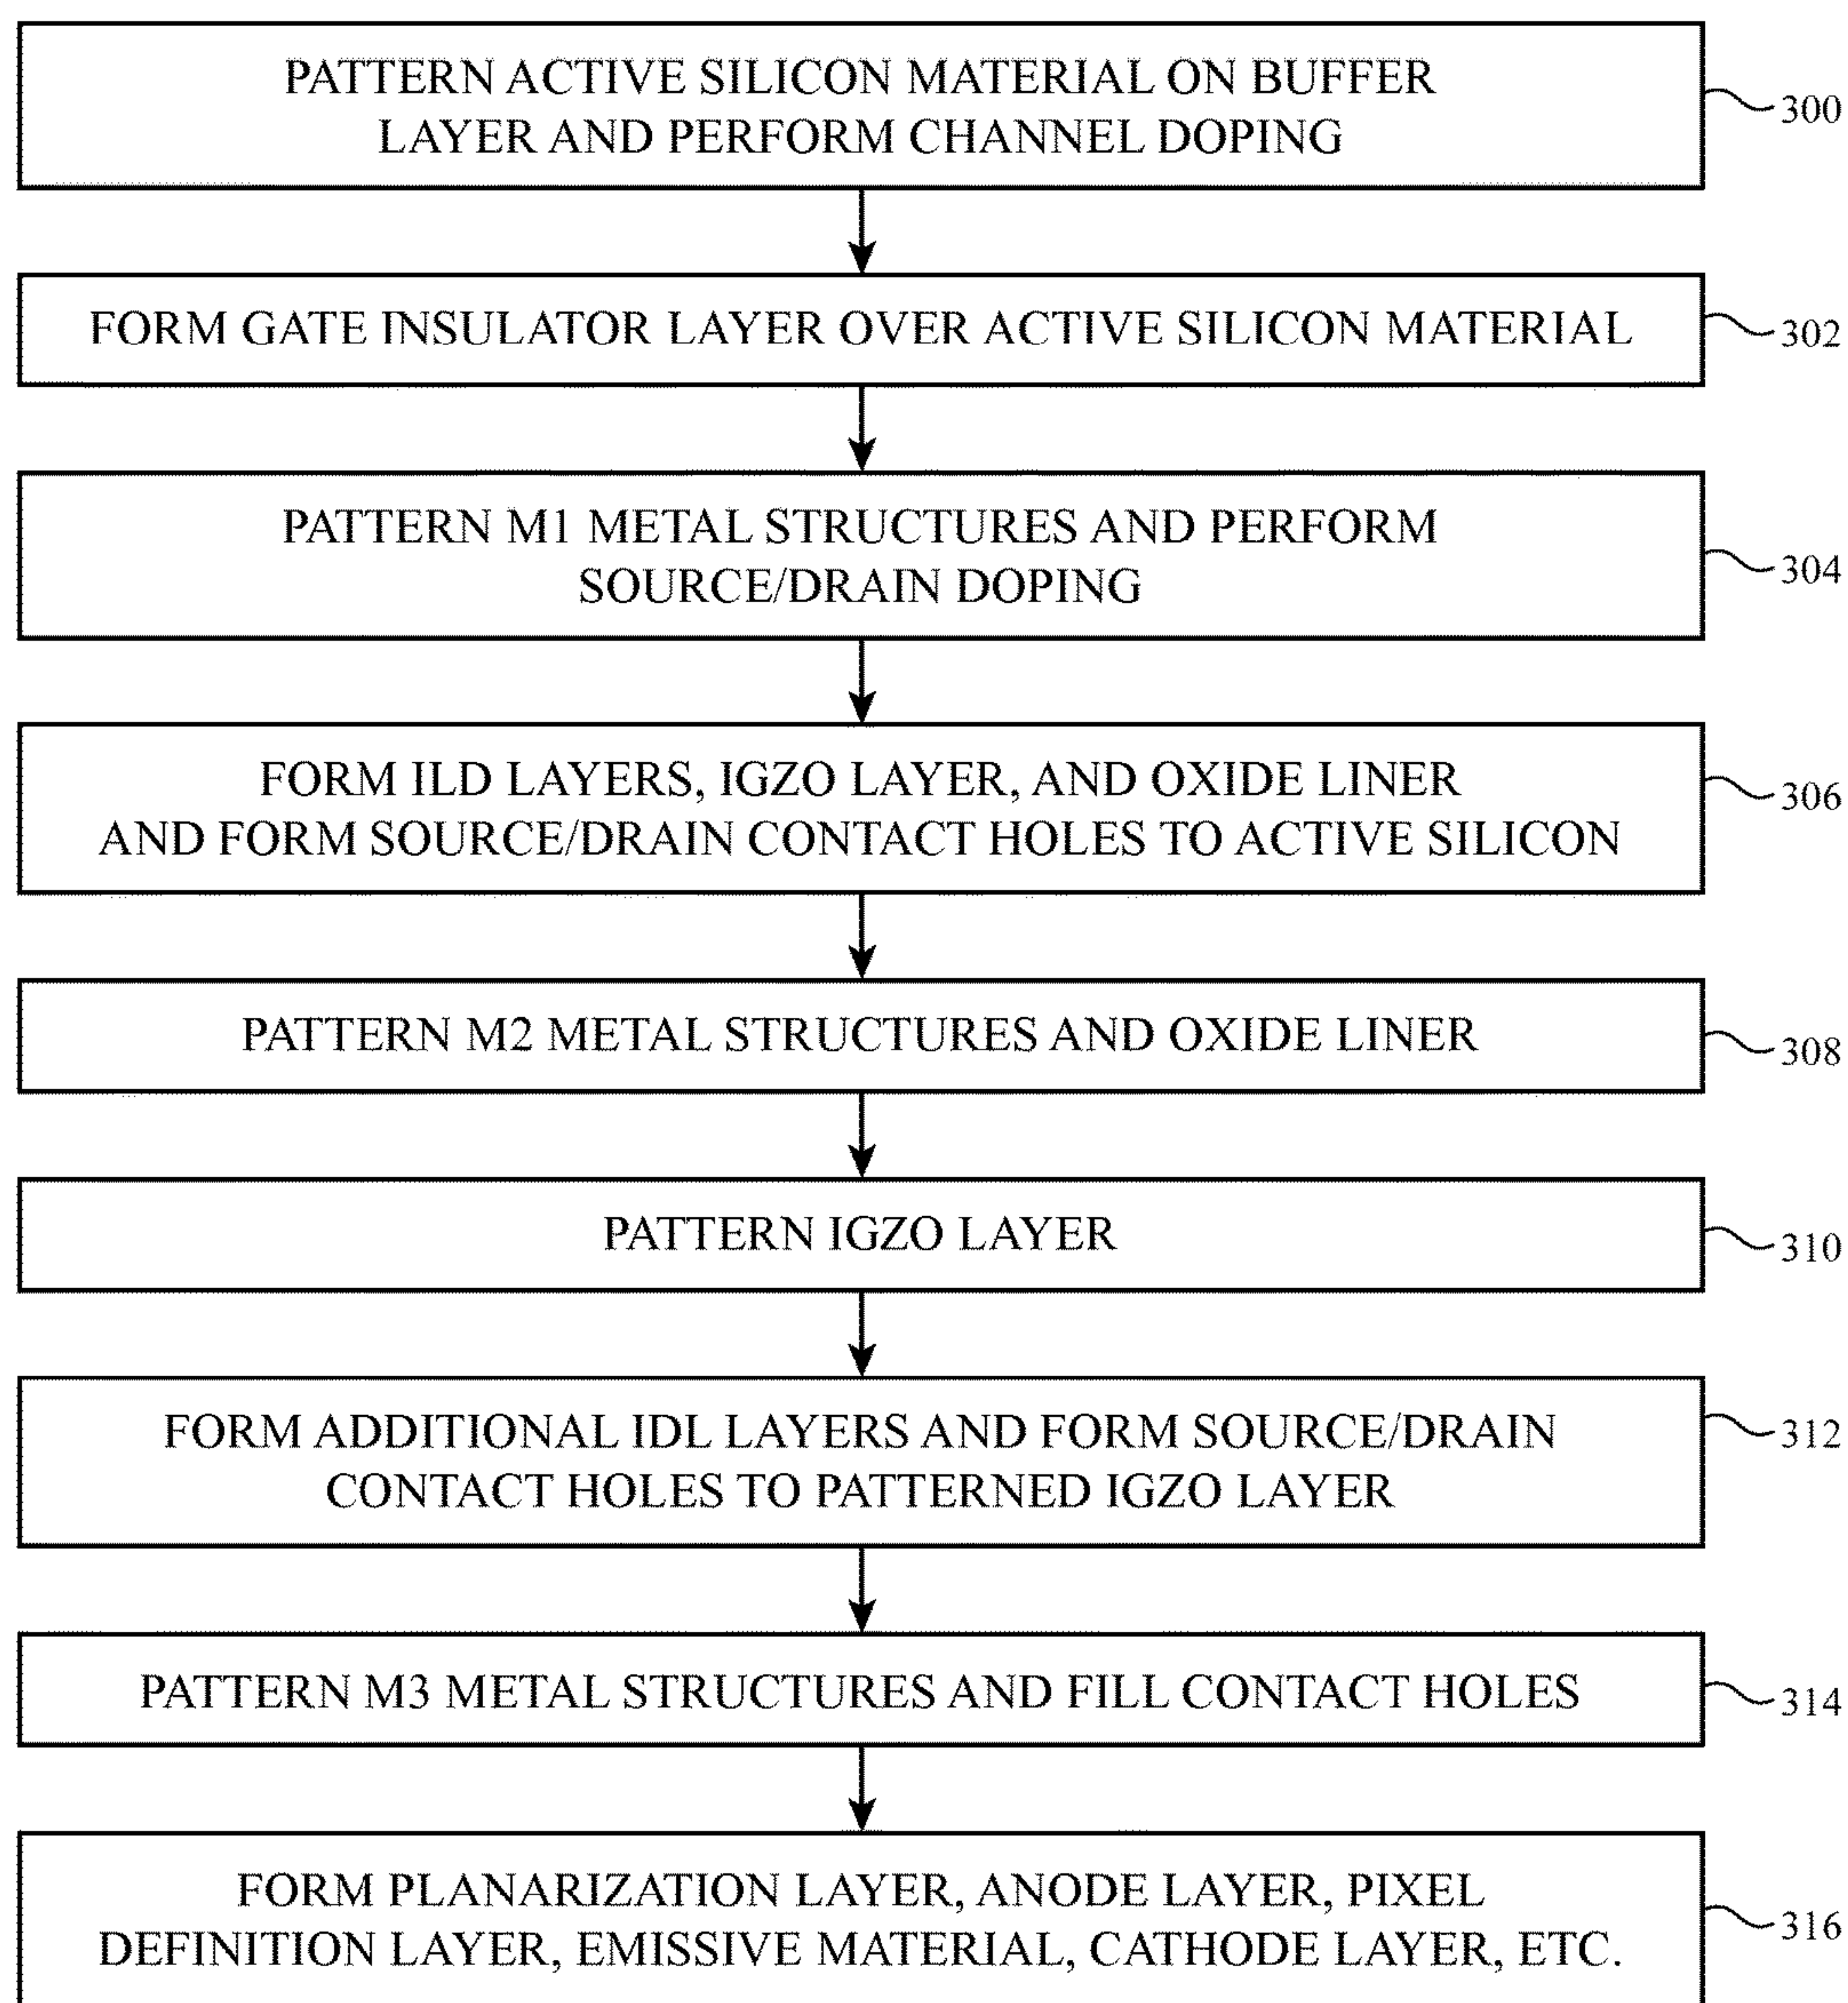 PATTERN ACTIVE SILICON MATERIAL ON BUFFER
LAYER AND PERFORM CHANNEL DOPING
300
FORM GATE INSULATOR LAYER OVER ACTIVE SILICON MATERIAL
302
PATTERN M1 METAL STRUCTURES AND PERFORM
SOURCE/DRAIN DOPING
304
FORM ILD LAYERS, IGZO LAYER, AND OXIDE LINER
AND FORM SOURCE/DRAIN CONTACT HOLES TO ACTIVE SILICON
306
PATTERN M2 METAL STRUCTURES AND OXIDE LINER
308
PATTERN IGZO LAYER
310
FORM ADDITIONAL IDL LAYERS AND FORM SOURCE/DRAIN
CONTACT HOLES TO PATTERNED IGZO LAYER
312
PATTERN M3 METAL STRUCTURES AND FILL CONTACT HOLES
314
FORM PLANARIZATION LAYER, ANODE LAYER, PIXEL
DEFINITION LAYER, EMISSIVE MATERIAL, CATHODE LAYER, ETC.
316